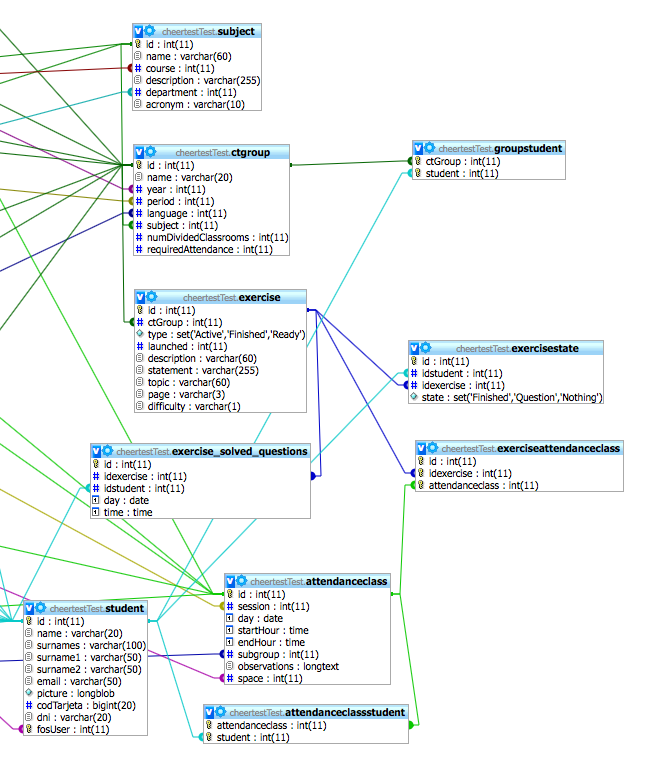 cheertestTest.subject
id : int(11)
name : varchar(60)
course : int(11)
description : varchar(255)
department : int(11)
acronym : varchar(10)
cheertestTest.ctgroup
id : int(11)
name : varchar(20)
year : int(11)
period : int(11)
language : int(11)
subject : int(11)
numDividedClassrooms : int(11)
requiredAttendance : int(11)
cheertestTest.groupstudent
ctGroup : int(11)
student : int(11)
cheertestTest.exercise
id : int(11)
ctGroup : int(11)
type : set('Active','Finished','Ready')
launched : int(11)
description : varchar(60)
statement : varchar(255)
topic : varchar(60)
page : varchar(3)
difficulty : varchar(1)
cheertestTest.exercisestate
id : int(11)
idstudent : int(11)
idexercise : int(11)
state : set('Finished','Question','Nothing')
cheertestTest.exercise_solved_questions
id : int(11)
idexercise : int(11)
idstudent : int(11)
day : date
time : time
cheertestTest.exerciseattendanceclass
id : int(11)
idexercise : int(11)
attendanceclass : int(11)
cheertestTest.attendanceclass
id : int(11)
session : int(11)
day : date
startHour : time
endHour : time
subgroup : int(11)
observations : longtext
space : int(11)
cheertestTest.student
id : int(11)
name : varchar(20)
surnames : varchar(100)
surname1 : varchar(50)
surname2 : varchar(50)
email : varchar(50)
picture : longblob
codTarjeta : bigint(20)
dni : varchar(20)
fosUser : int(11)
cheertestTest.attendanceclassstudent
attendanceclass : int(11)
student : int(11)